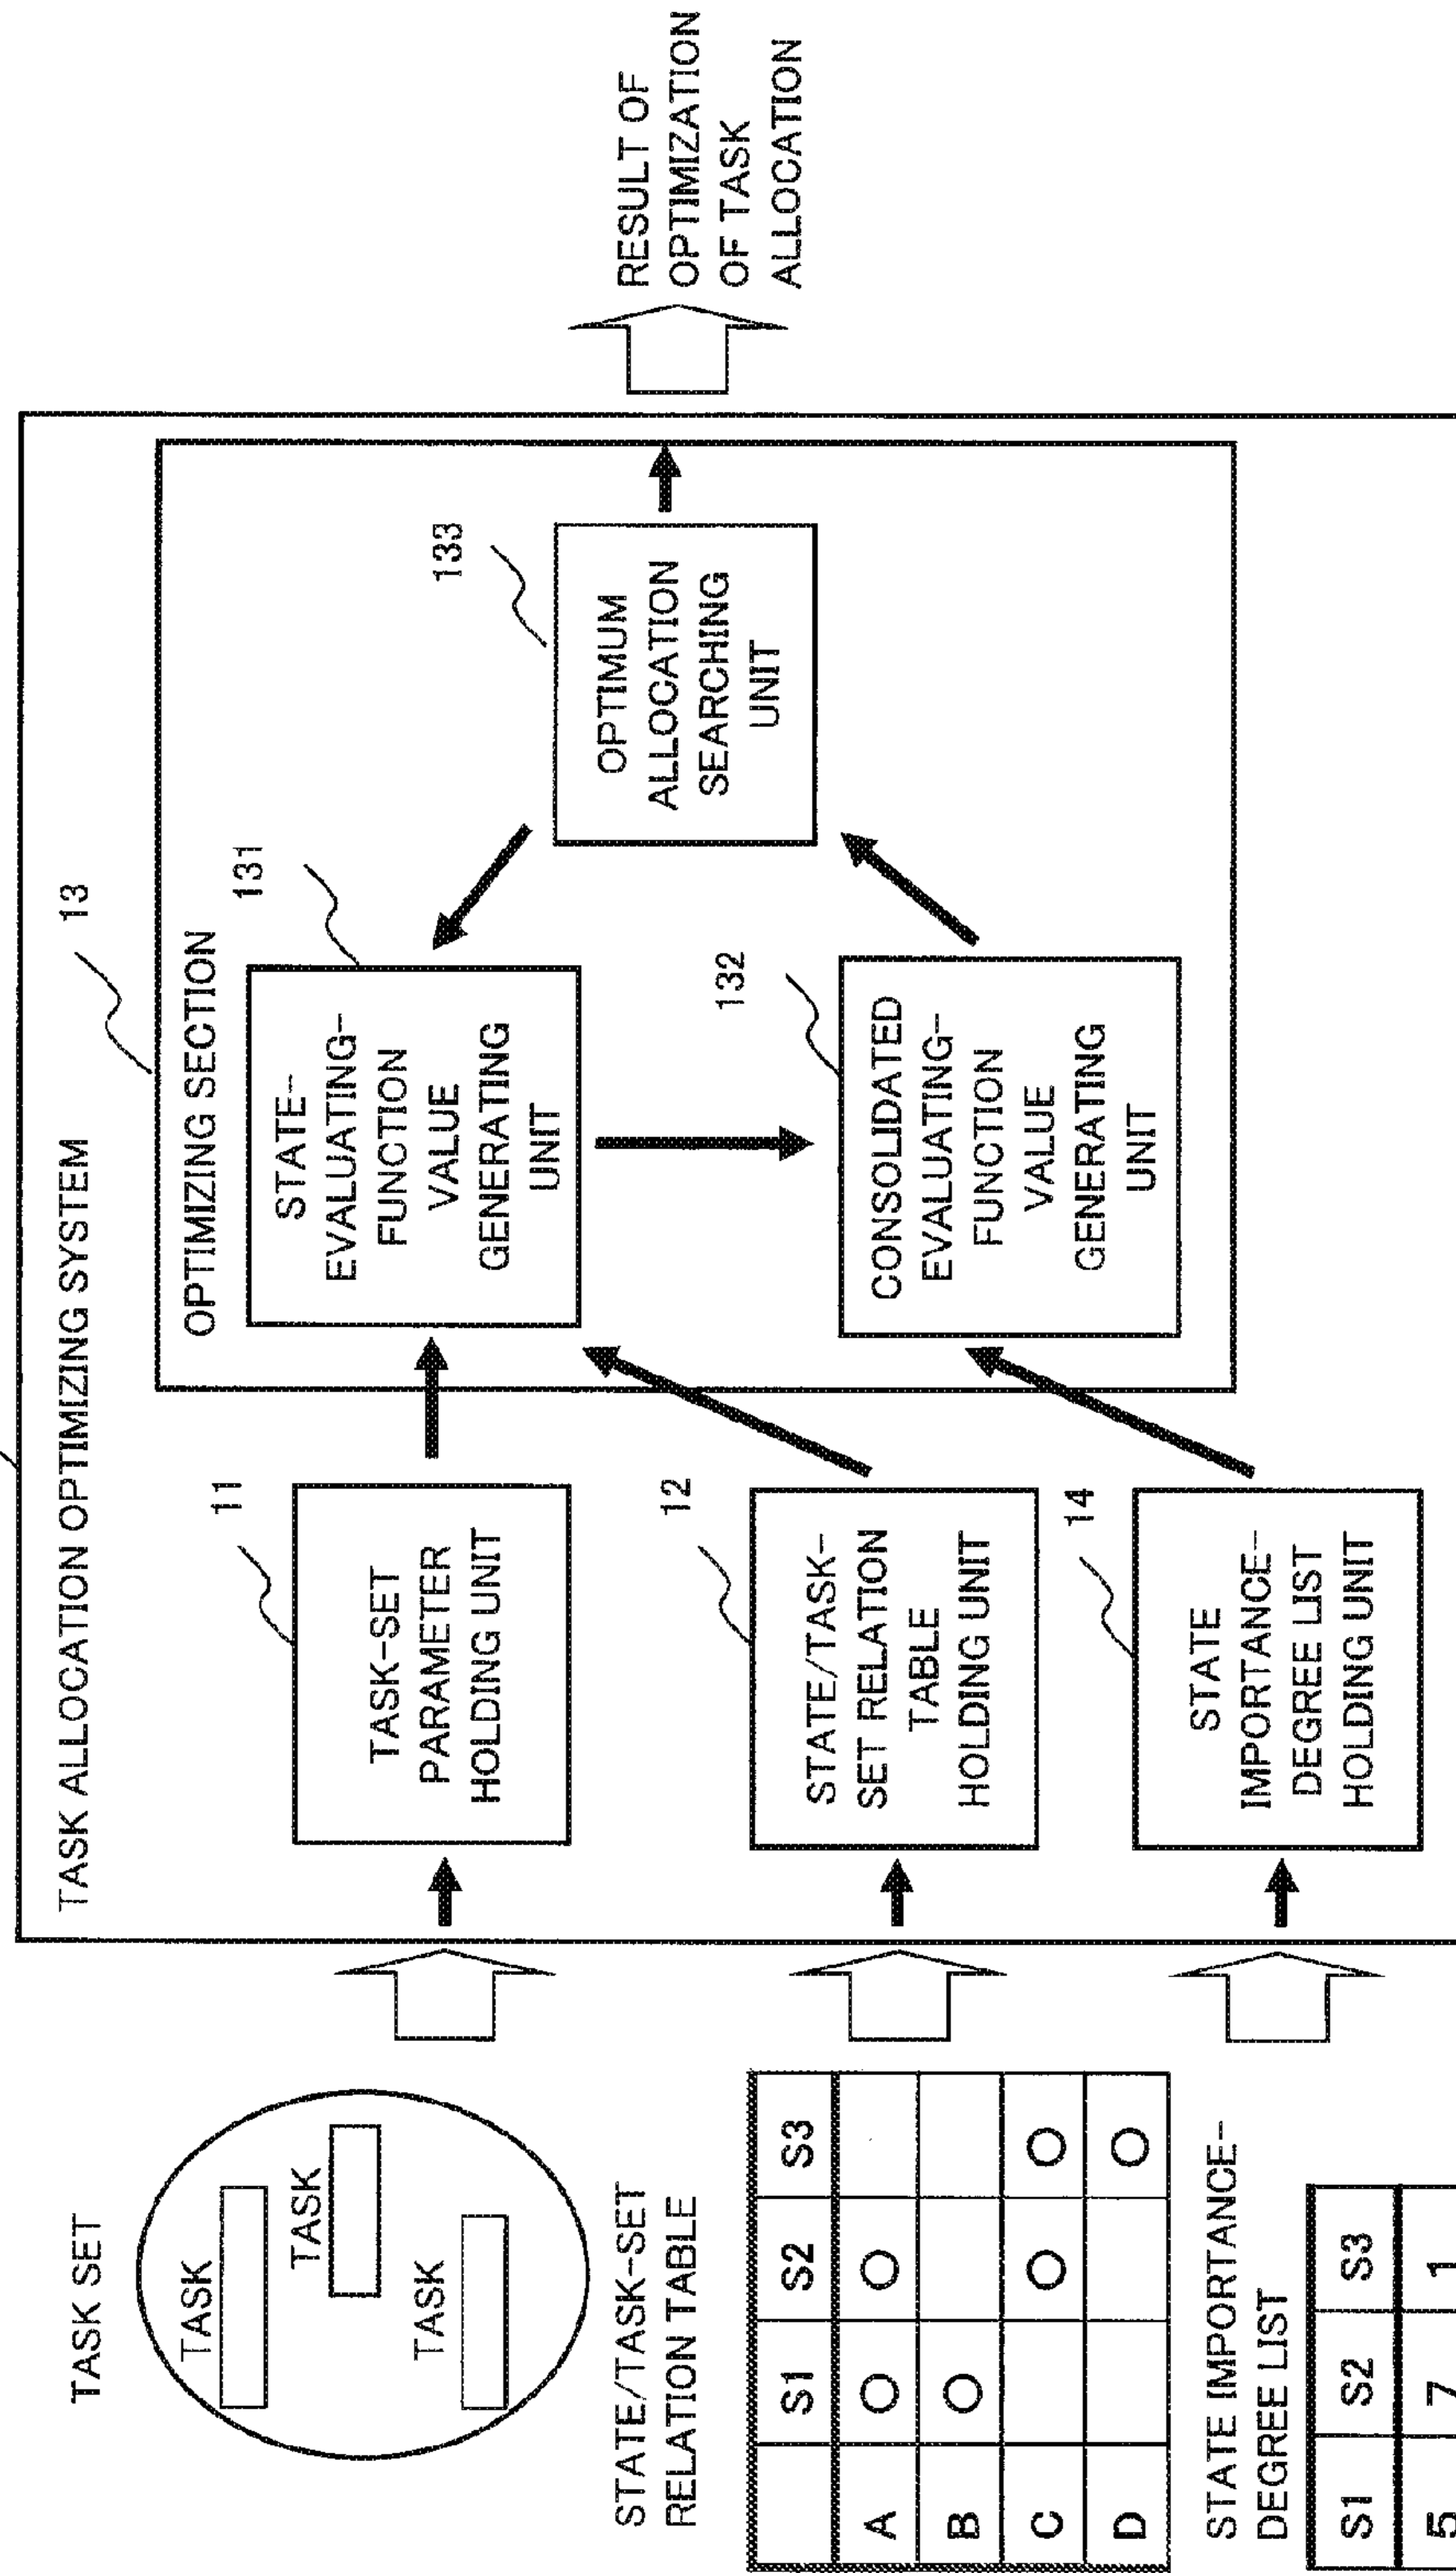 TASK SET
TASK
TASK
TASK
STATE/TASK-SET
RELATION TABLE
S1 S2 S3
A ○ ○
B ○
C ○ ○
D ○
STATE IMPORTANCE-
DEGREE LIST
S1 S2 S3
5 7 1
TASK ALLOCATION OPTIMIZING SYSTEM
11
TASK-SET
PARAMETER
HOLDING UNIT
12
STATE/TASK-
SET RELATION
TABLE
HOLDING UNIT
14
STATE
IMPORTANCE-
DEGREE LIST
HOLDING UNIT
13
OPTIMIZING SECTION
131
STATE-
EVALUATING-
FUNCTION
VALUE
GENERATING
UNIT
132
CONSOLIDATED
EVALUATING-
FUNCTION
VALUE
GENERATING
UNIT
133
OPTIMUM
ALLOCATION
SEARCHING
UNIT
RESULT OF
OPTIMIZATION
OF TASK
ALLOCATION